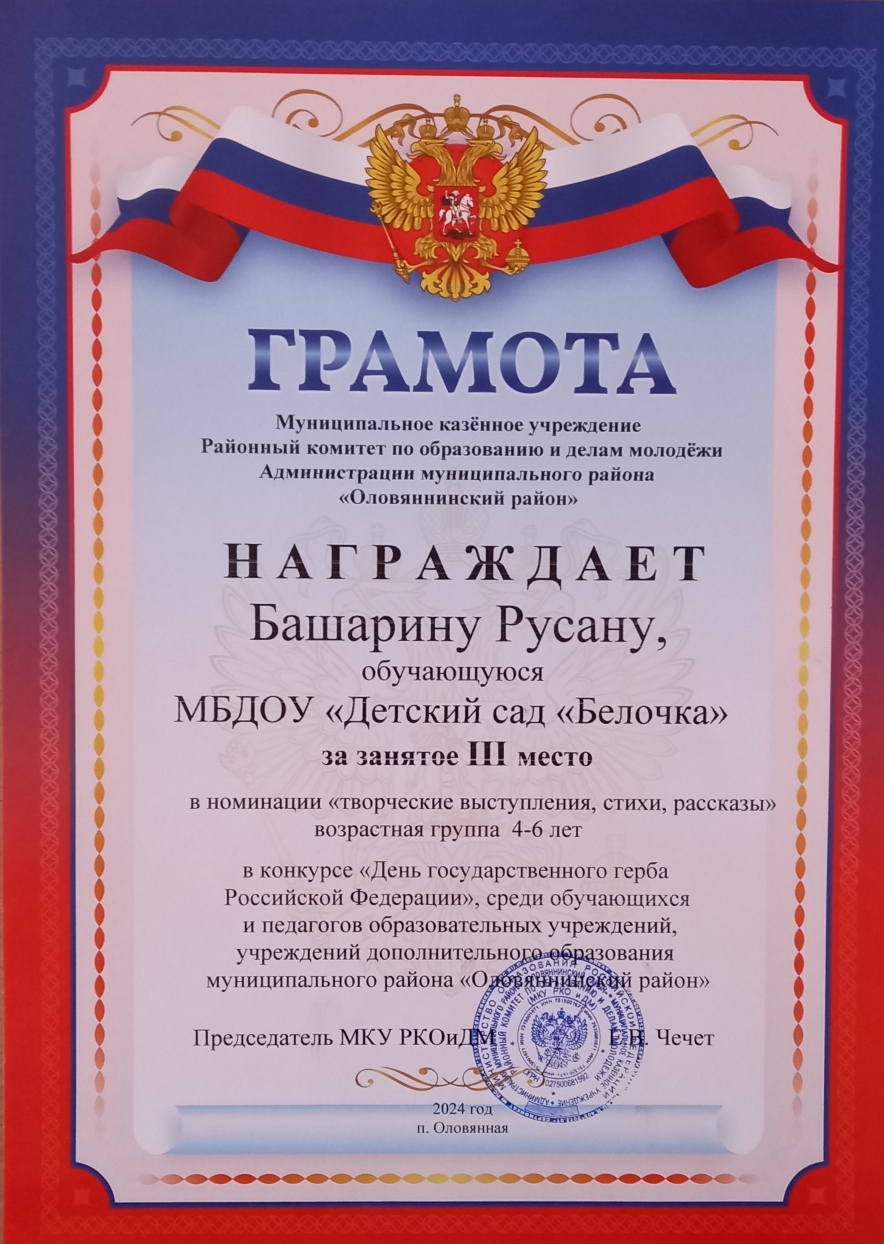 ГРАМОТА
Муниципальное казённое учреждение
Районный комитет по образованию и делам молодёжи
Администрации муниципального района
«Оловяннинский район»
НАГРАЖДАЕТ
Башарину Русану,
обучающуюся
МБДОУ «Детский сад «Белочка»
за занятое III место
в номинации «творческие выступления, стихи, рассказы»
возрастная группа 4-6 лет
в конкурсе «День государственного герба
Российской Федерации», среди обучающихся
и педагогов образовательных учреждений,
учреждений дополнительного образования
муниципального района «Оловяннинский район»
Председатель МКУ РКОиДМ Чечет
(МКУ РКО и ДМ)
2024 год
п. Оловянная